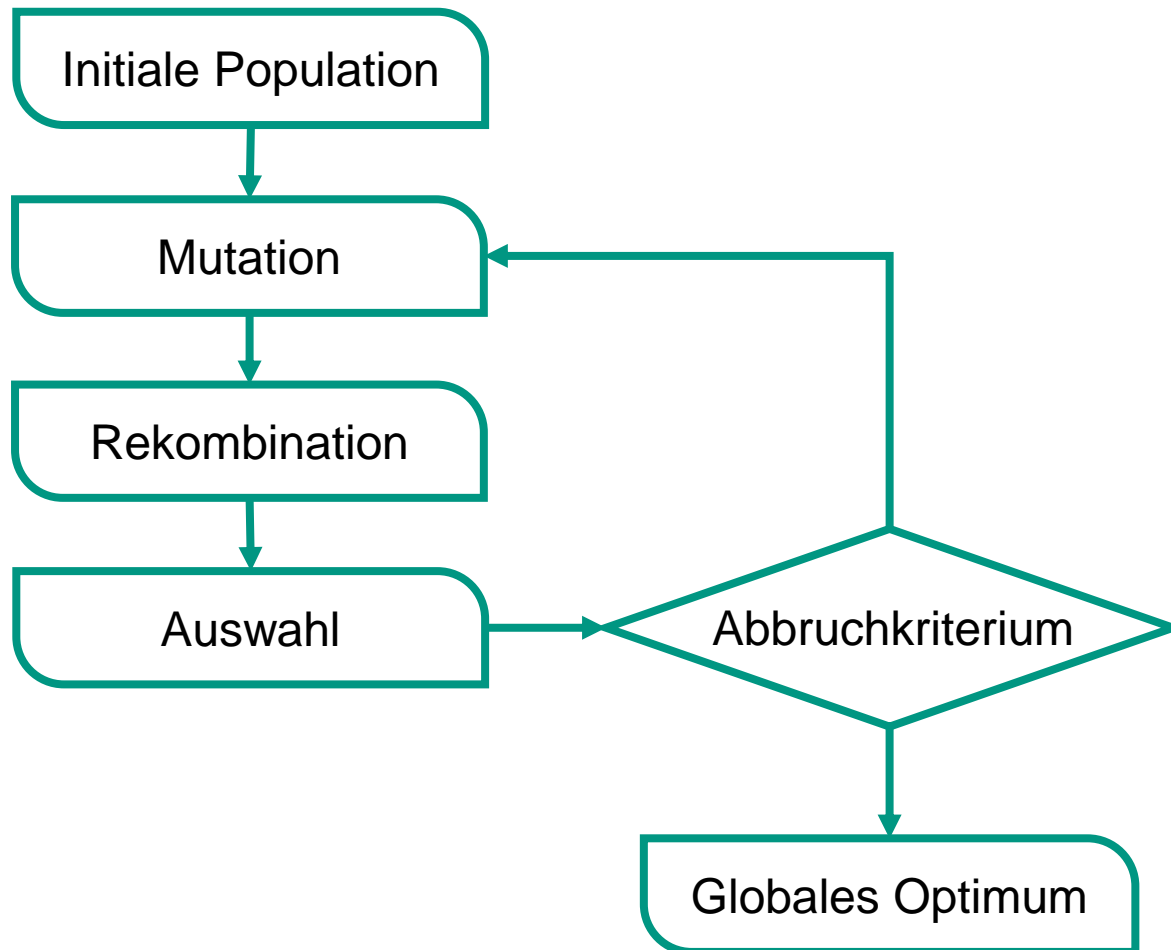 Initiale Population
Mutation
Rekombination
Auswahl
Abbruchkriterium
Globales Optimum